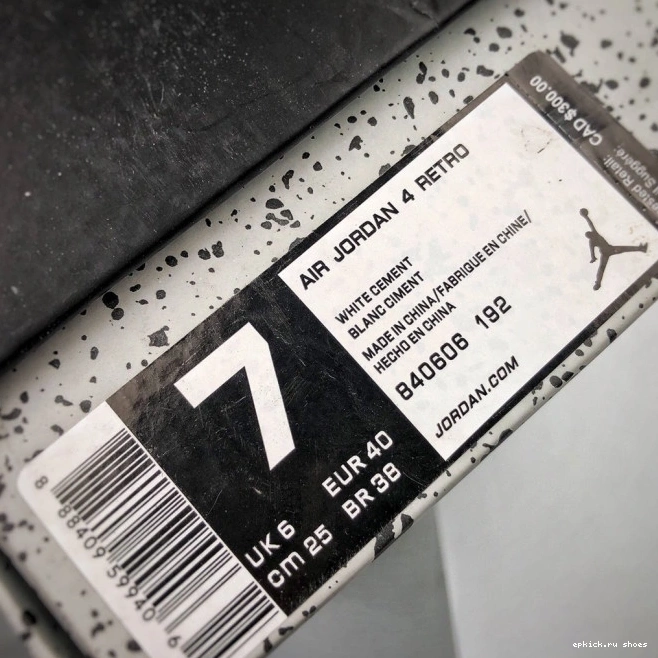 CAD $300.00
Suggéré:
AIR JORDAN 4 RETRO
WHITE CEMENT
BLANC CIMENT
MADE IN CHINA/FABRIQUE EN CHINE/
HECHO EN CHINA
840606 192
JORDAN.COM
7
EUR 40
BR 38
UK 6
CM 25
8 88409 59940 6
epkick.ru shoes